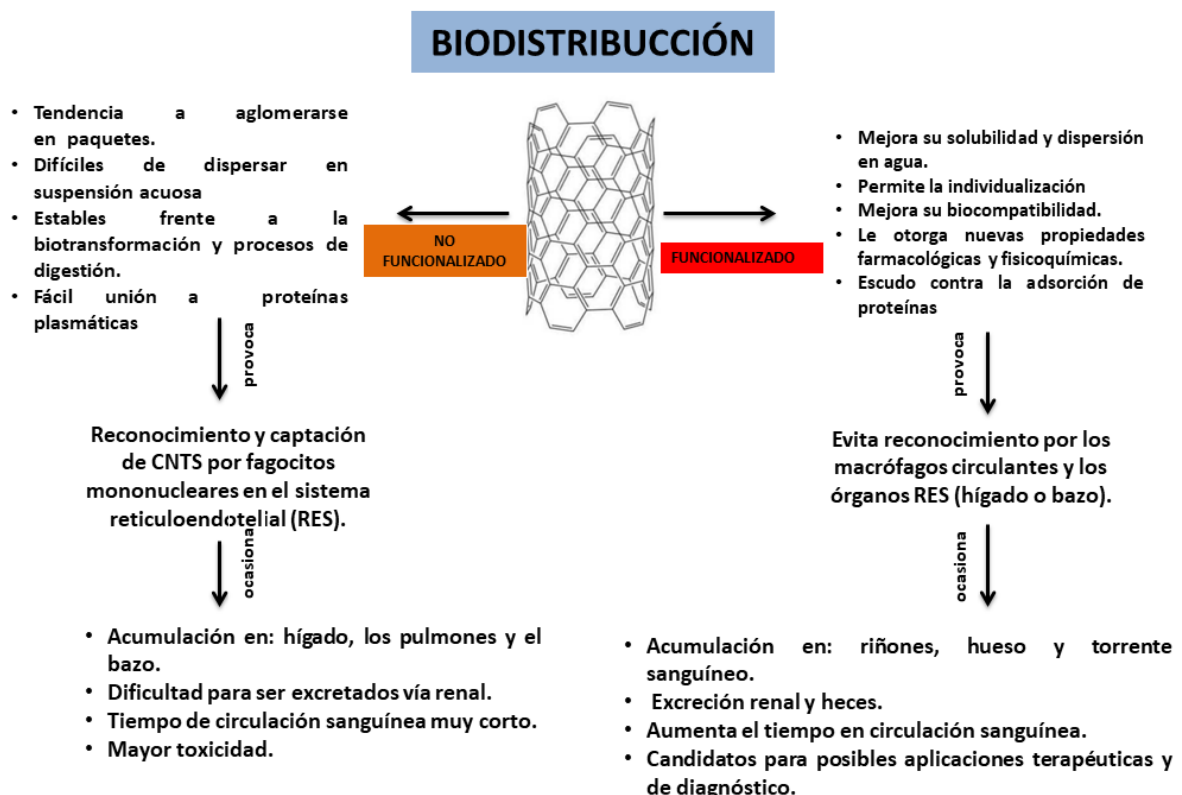 BIODISTRIBUCCIÓN
• Tendencia a aglomerarse
en paquetes.
• Difíciles de dispersar en
suspensión acuosa
• Estables frente a la
biotransformación y procesos de
digestión.
• Fácil unión a proteínas
plasmáticas
NO
FUNCIONALIZADO
FUNCIONALIZADO
• Mejora su solubilidad y dispersión
en agua.
• Permite la individualización
• Mejora su biocompatibilidad.
• Le otorga nuevas propiedades
farmacológicas y fisicoquímicas.
• Escudo contra la adsorción de
proteínas
provoca
Reconocimiento y captación
de CNTS por fagocitos
mononucleares en el sistema
reticuloendotelial (RES).
ocasiona
• Acumulación en: hígado, los pulmones y el
bazo.
• Dificultad para ser excretados vía renal.
• Tiempo de circulación sanguínea muy corto.
• Mayor toxicidad.
provoca
Evita reconocimiento por los
macrófagos circulantes y los
órganos RES (hígado o bazo).
ocasiona
• Acumulación en: riñones, hueso y torrente
sanguíneo.
• Excreción renal y heces.
• Aumenta el tiempo en circulación sanguínea.
• Candidatos para posibles aplicaciones terapéuticas y
de diagnóstico.